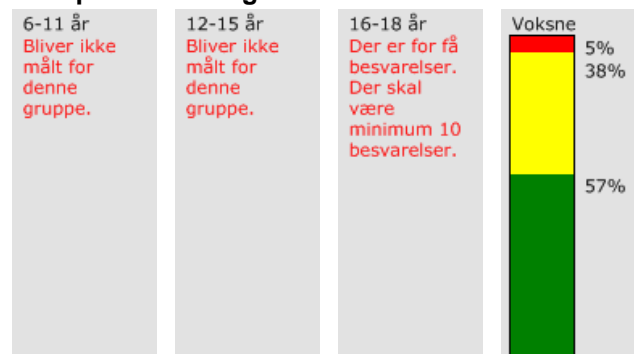 6-11 år
Bliver ikke
målt for
denne
gruppe.
12-15 år
Bliver ikke
målt for
denne
gruppe.
16-18 år
Der er for få
besvarelser.
Der skal
være
minimum 10
besvarelser.
Voksne
5%
38%
57%